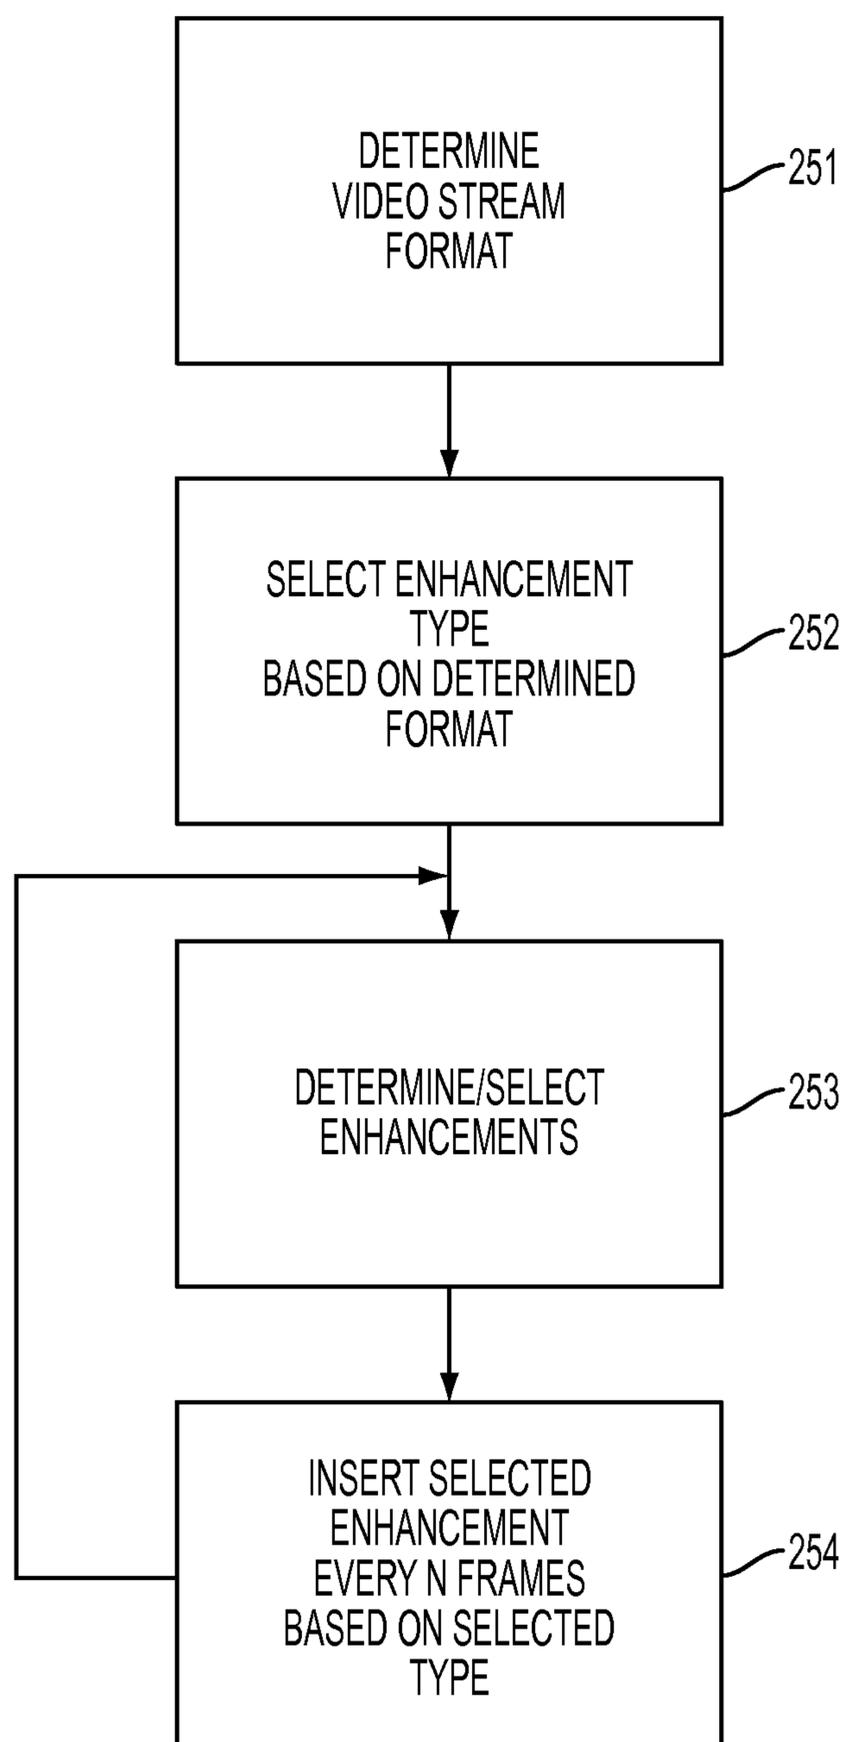 DETERMINE
VIDEO STREAM
FORMAT
251
SELECT ENHANCEMENT
TYPE
BASED ON DETERMINED
FORMAT
252
DETERMINE/SELECT
ENHANCEMENTS
253
INSERT SELECTED
ENHANCEMENT
EVERY N FRAMES
BASED ON SELECTED
TYPE
254